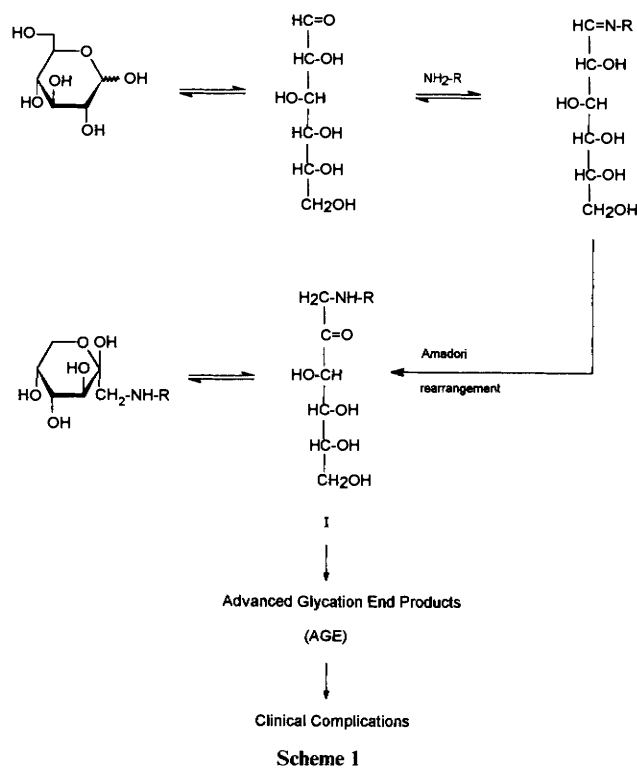 HO
O
OH
HO
HO
OH
HC=O
HC-OH
HO-CH
HC-OH
HC-OH
CH2OH
NH2-R
HC=N-R
HC-OH
HO-CH
HC-OH
HC-OH
CH2OH
O OH
HO
HO
OH
CH2-NH-R
H2C-NH-R
C=O
HO-CH
HC-OH
HC-OH
CH2OH
I
Amadori
rearrangement
Advanced Glycation End Products
(AGE)
Clinical Complications
Scheme 1